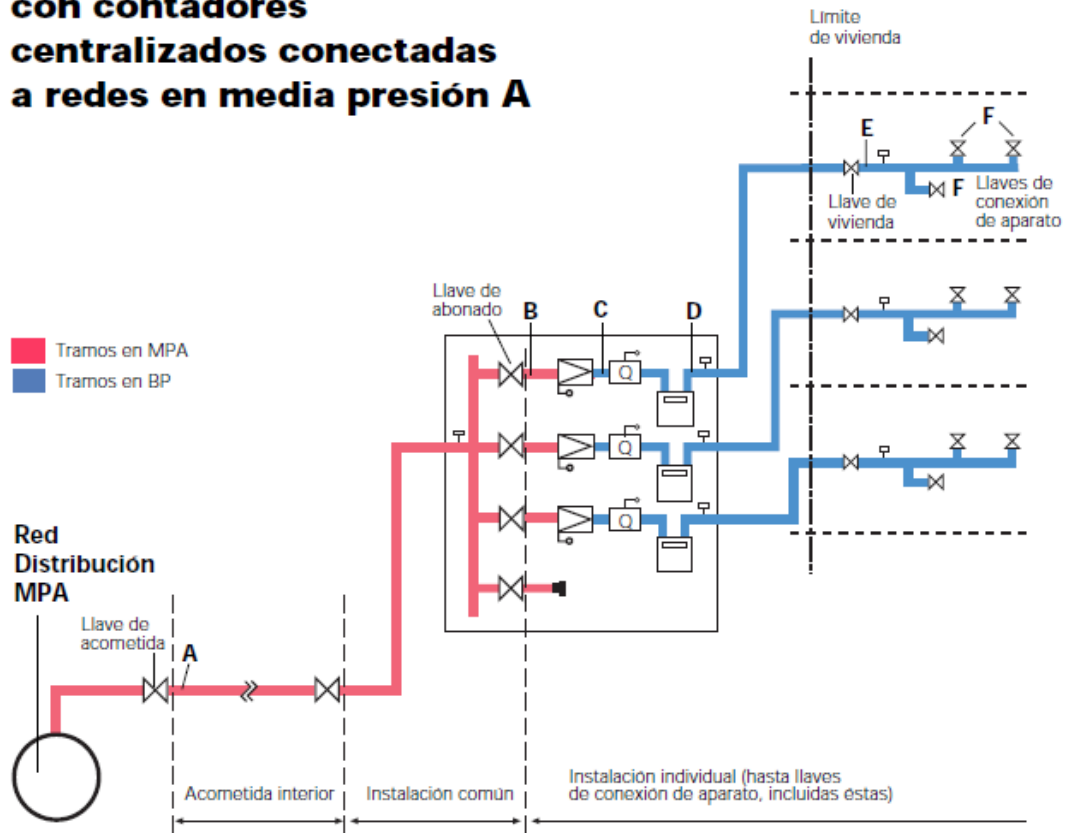 con contadores
centralizados conectadas
a redes en media presión A
Límite
de vivienda
E
F
F
Llave de
vivienda
Llaves de
conexión
de aparato
Llave de
abonado
B
C
D
Tramos en MPA
Tramos en BP
Q
Q
Q
Red
Distribución
MPA
Llave de
acometida
A
Acometida interior
Instalación común
Instalación individual (hasta llaves
de conexión de aparato, incluidas éstas)